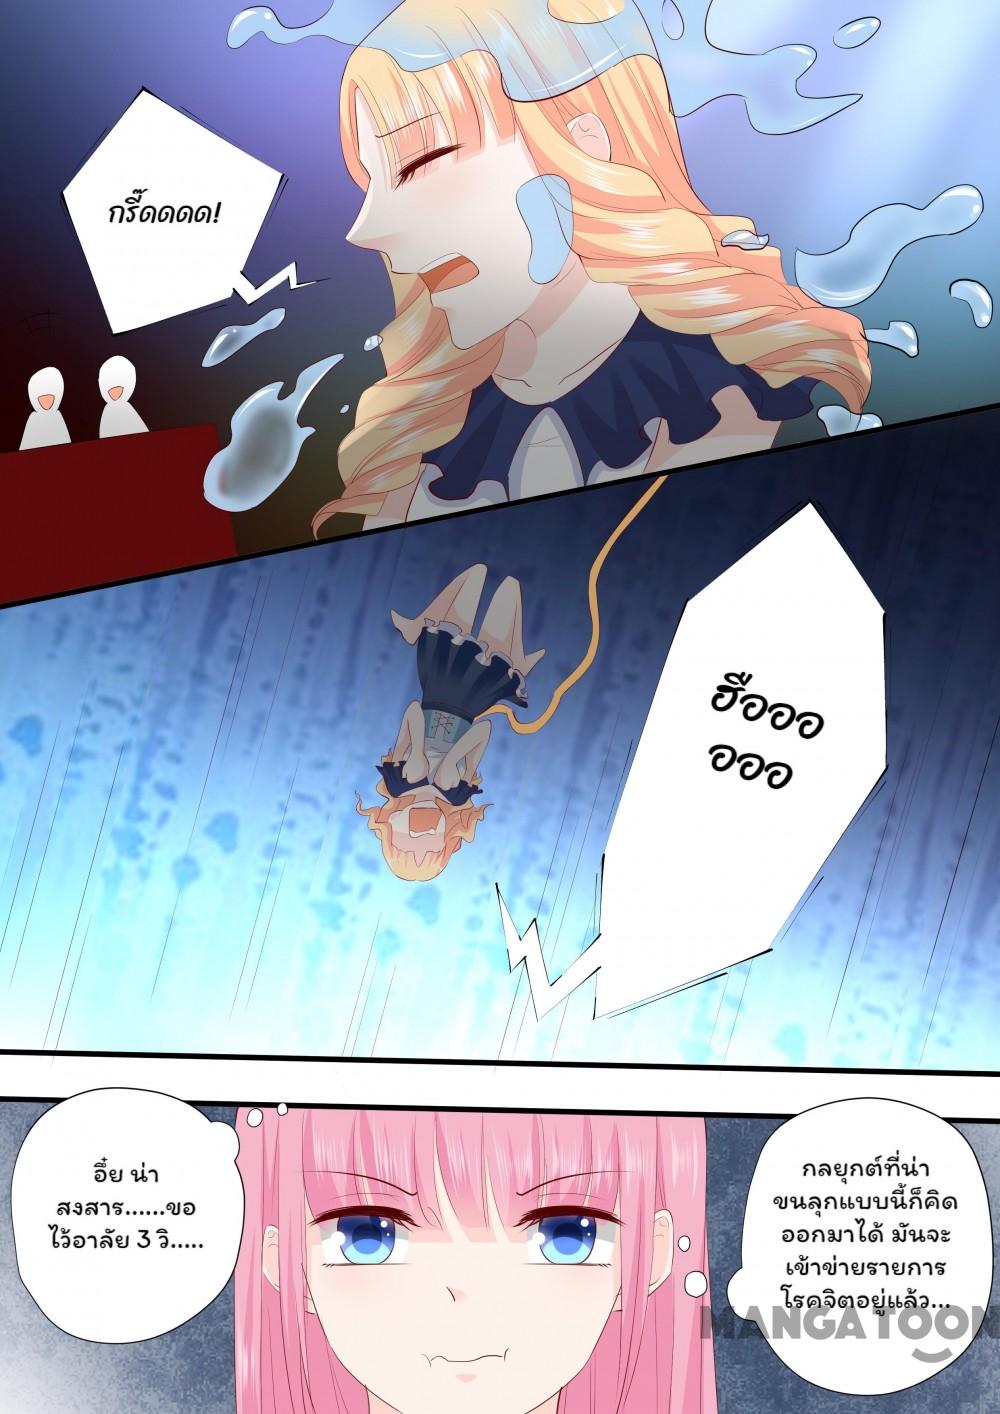 กรี๊ดดดด!
ฮืออออ
อออ
อึ๋ย น่า
สงสาร......ขอ
ไว้อาลัย 3 วิ.....
กลยุทต์ที่น่า
ขนลุกแบบนี้ก็คิด
ออกมาได้ มันจะ
เข้าข่ายรายการ
โรคจิตอยู่แล้ว...
MANGATOON